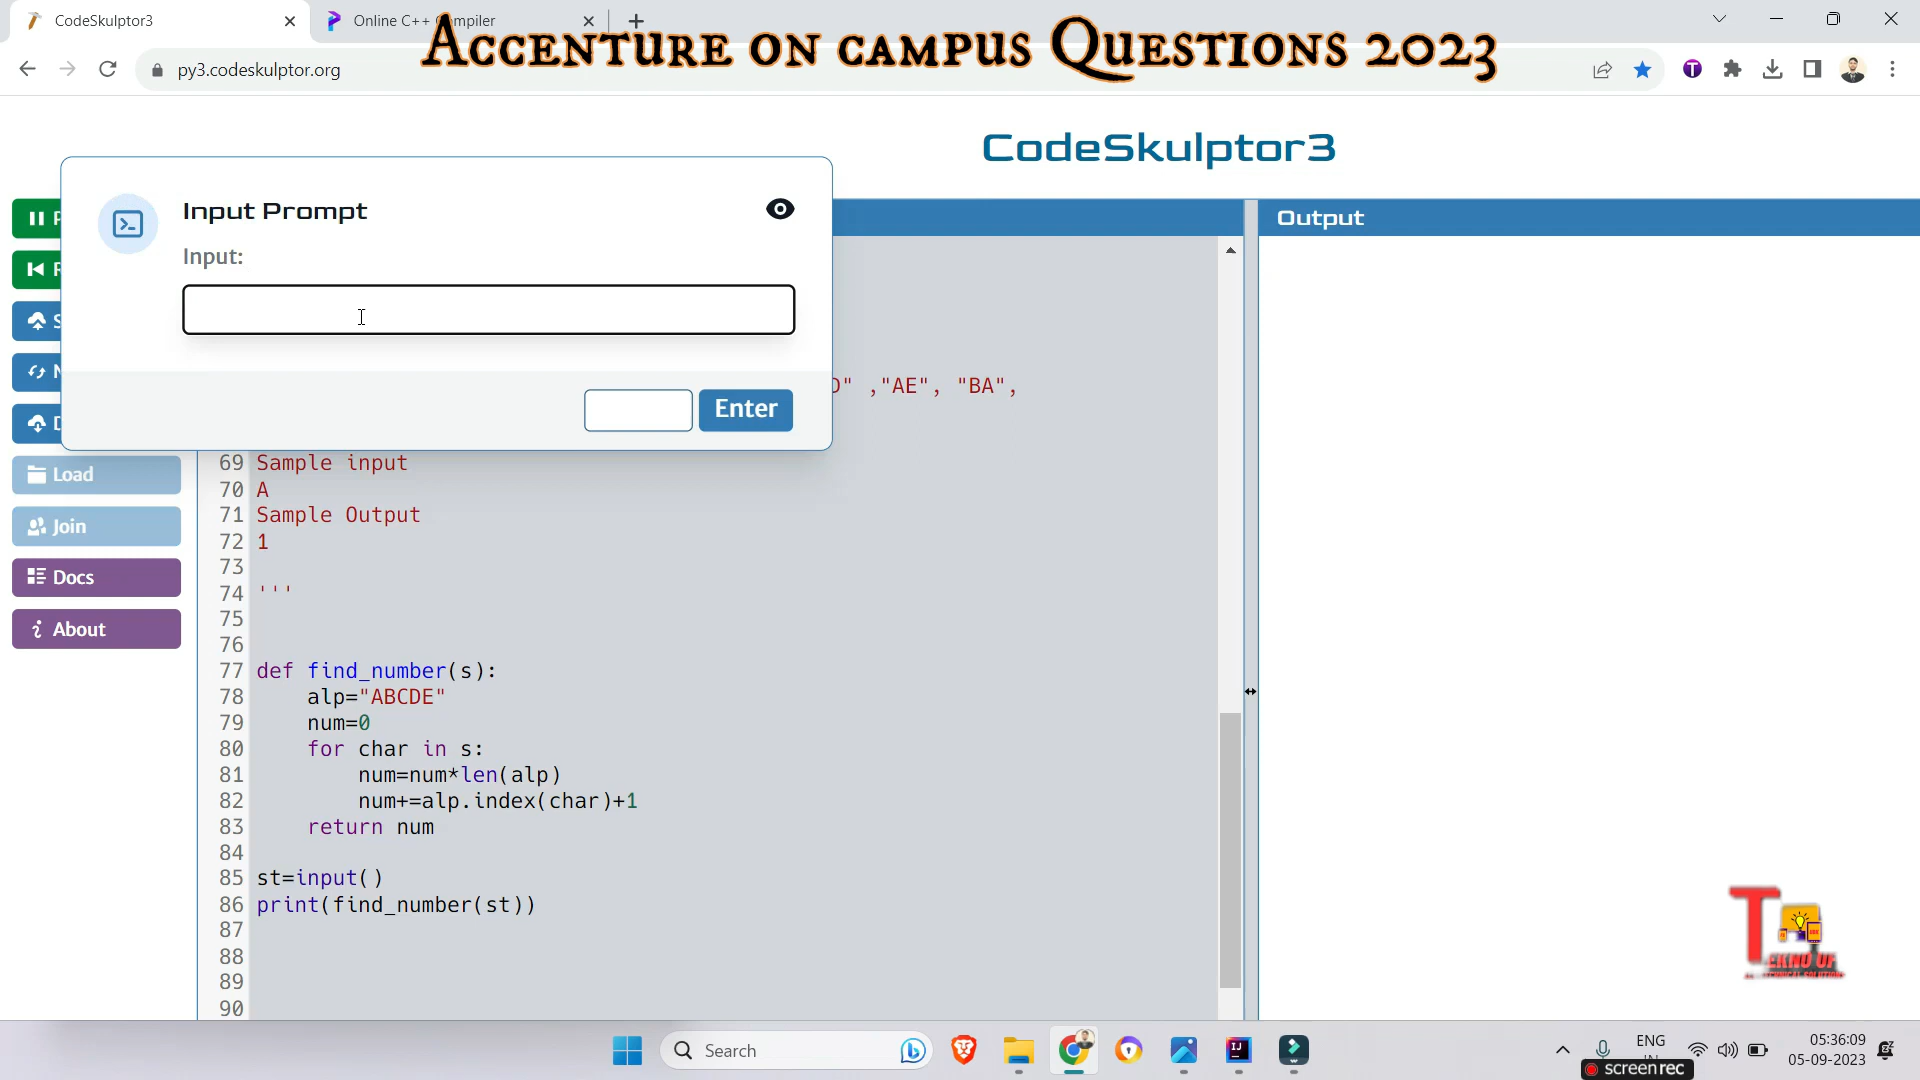 CodeSkulptor3
Online C++
mpiler
Accenture on campus Questions 2023
py3.codeskulptor.org
CodeSkulptor3
Input Prompt
Input:
Enter
Output
D" ,"AE", "BA",
Load
Join
Docs
About
69 Sample input
70 A
71 Sample Output
72 1
73
74 '''
75
76
77 def find_number(s):
78 alp="ABCDE"
79 num=0
80 for char in s:
81 num=num*len(alp)
82 num+=alp.index(char)+1
83 return num
84
85 st=input()
86 print(find_number(st))
87
88
89
90
Search
ENG
05:36:09
05-09-2023
screenrec